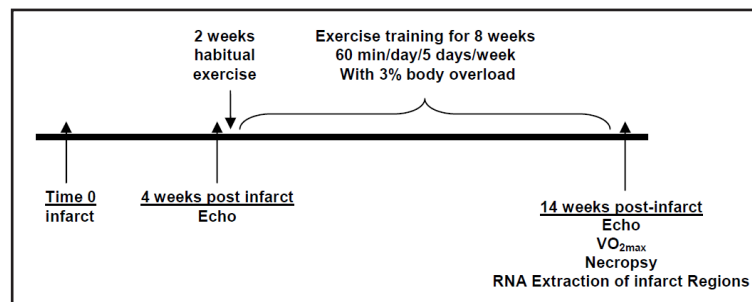 2 weeks
habitual
exercise
Exercise training for 8 weeks
60 min/day/5 days/week
With 3% body overload
Time 0
infarct
4 weeks post infarct
Echo
14 weeks post-infarct
Echo
VO2max
Necropsy
RNA Extraction of infarct Regions